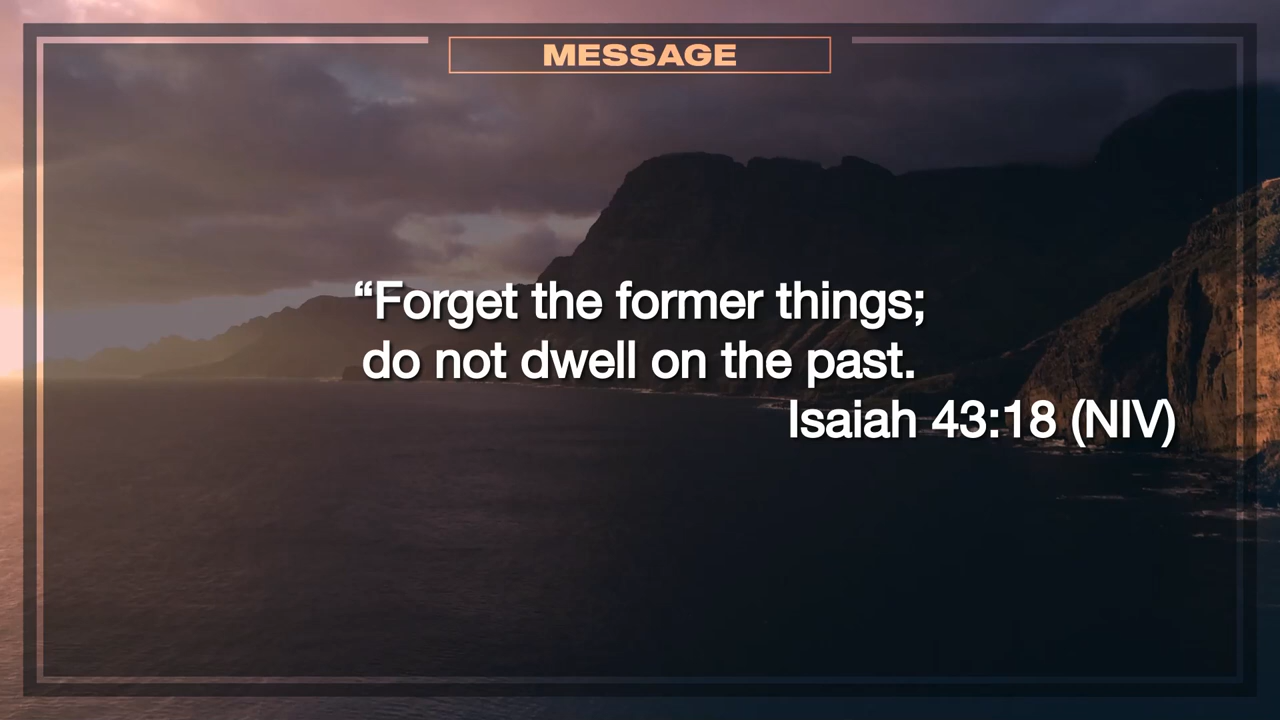 MESSAGE
“Forget the former things;
do not dwell on the past.
Isaiah 43:18 (NIV)